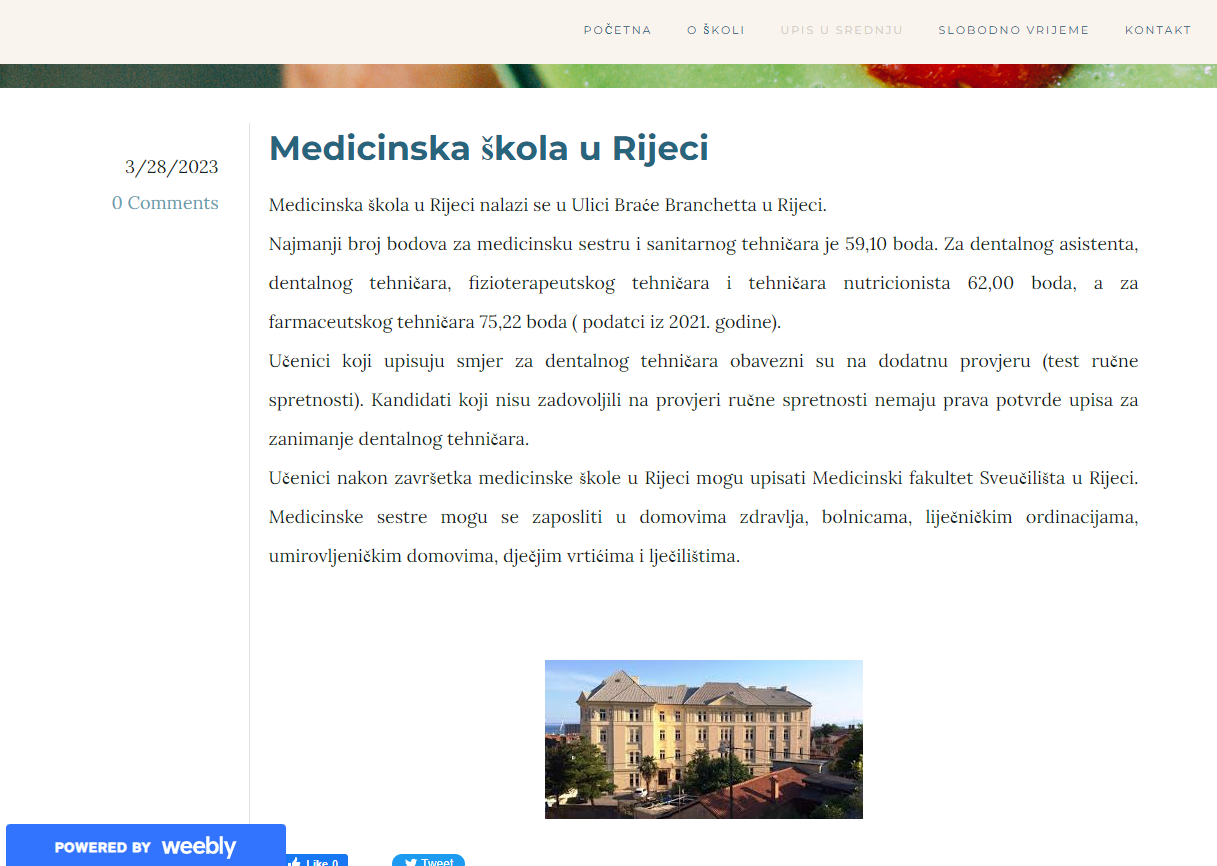 POČETNA
O ŠKOLI
UPIS U SREDNJU
SLOBODNO VRIJEME
KONTAKT
3/28/2023
0 Comments
Medicinska škola u Rijeci
Medicinska škola u Rijeci nalazi se u Ulici Braće Branchetta u Rijeci.
Najmanji broj bodova za medicinsku sestru i sanitarnog tehničara je 59,10 boda. Za dentalnog asistenta,
dentalnog tehničara, fizioterapeutskog tehničara i tehničara nutricionista 62,00 boda, a za
farmaceutskog tehničara 75,22 boda ( podatci iz 2021. godine).
Učenici koji upisuju smjer za dentalnog tehničara obavezni su na dodatnu provjeru (test ručne
spretnosti). Kandidati koji nisu zadovoljili na provjeri ručne spretnosti nemaju prava potvrde upisa za
zanimanje dentalnog tehničara.
Učenici nakon završetka medicinske škole u Rijeci mogu upisati Medicinski fakultet Sveučilišta u Rijeci.
Medicinske sestre mogu se zaposliti u domovima zdravlja, bolnicama, liječničkim ordinacijama,
umirovljeničkim domovima, dječjim vrtićima i lječilištima.
POWERED BY weebly
Like 0
Tweet